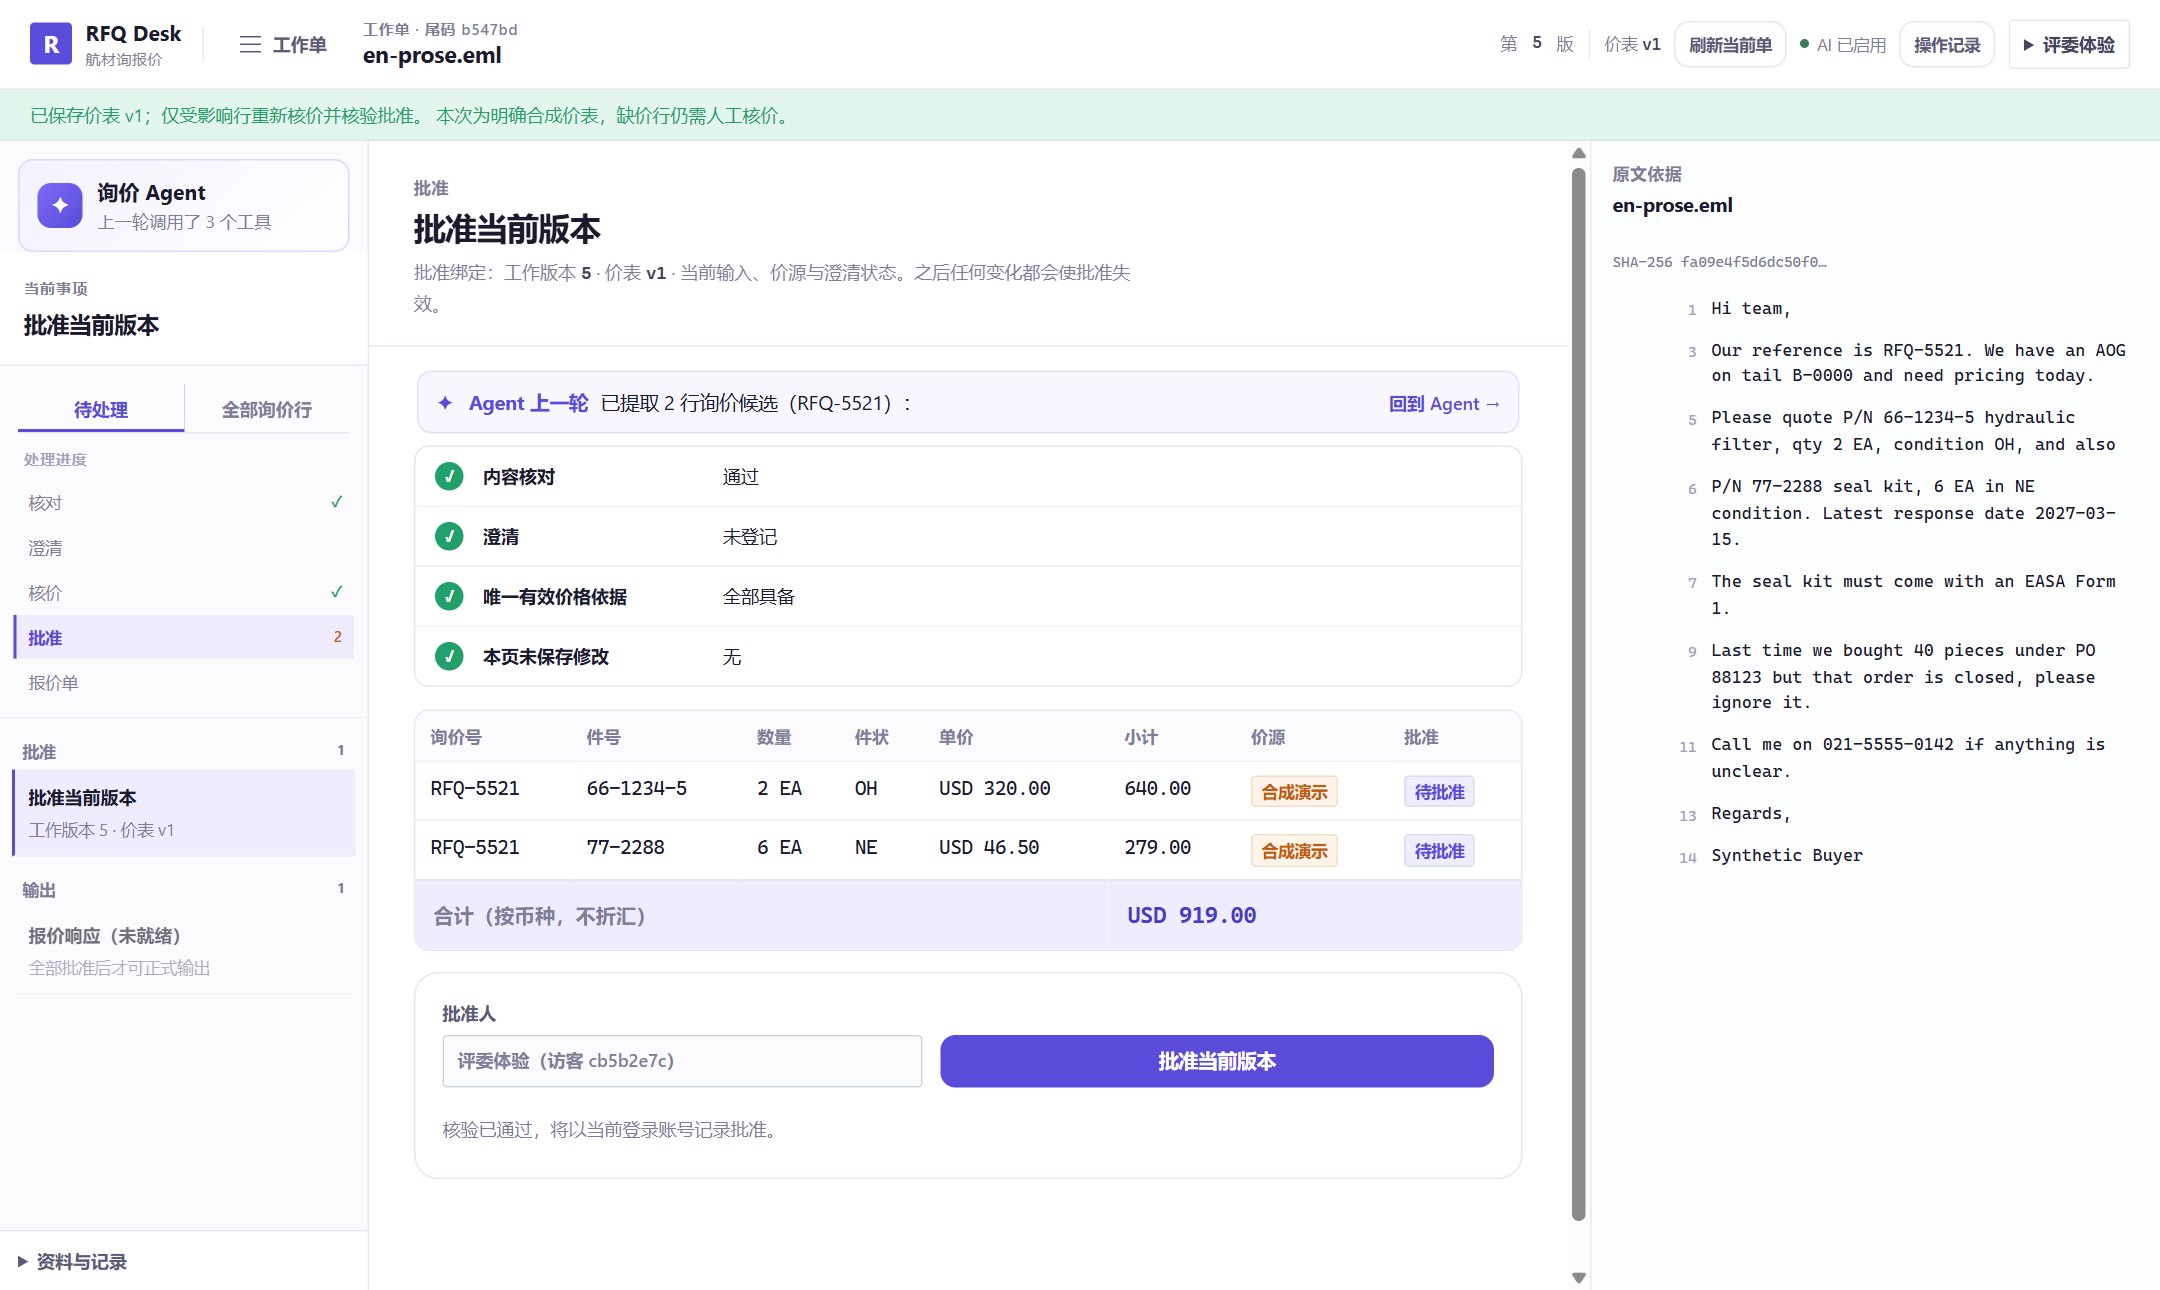 R
RFQ Desk
航材询报价
工作单
工作单 · 尾码 b547bd
en-prose.eml
第 5 版
价表 v1
刷新当前单
AI 已启用
操作记录
▶ 评委体验
已保存价表 v1；仅受影响行重新核价并核验批准。 本次为明确合成价表，缺价行仍需人工核价。
询价 Agent
上一轮调用了 3 个工具
当前事项
批准当前版本
待处理
全部询价行
处理进度
核对 ✓
澄清
核价 ✓
批准 2
报价单
批准 1
批准当前版本
工作版本 5 · 价表 v1
输出 1
报价响应（未就绪）
全部批准后才可正式输出
▶ 资料与记录
批准
批准当前版本
批准绑定：工作版本 5 · 价表 v1 · 当前输入、价源与澄清状态。之后任何变化都会使批准失
效。
✦ Agent 上一轮 已提取 2 行询价候选（RFQ-5521）：
回到 Agent →
✓ 内容核对 通过
✓ 澄清 未登记
✓ 唯一有效价格依据 全部具备
✓ 本页未保存修改 无
询价号 件号 数量 件状 单价 小计 价源 批准
RFQ-5521 66-1234-5 2 EA OH USD 320.00 640.00 合成演示 待批准
RFQ-5521 77-2288 6 EA NE USD 46.50 279.00 合成演示 待批准
合计（按币种，不折汇） USD 919.00
批准人
评委体验（访客 cb5b2e7c）
批准当前版本
核验已通过，将以当前登录账号记录批准。
原文依据
en-prose.eml
SHA-256 fa09e4f5d6dc50f0…
1 Hi team,
3 Our reference is RFQ-5521. We have an AOG
on tail B-0000 and need pricing today.
5 Please quote P/N 66-1234-5 hydraulic
filter, qty 2 EA, condition OH, and also
6 P/N 77-2288 seal kit, 6 EA in NE
condition. Latest response date 2027-03-
15.
7 The seal kit must come with an EASA Form
1.
9 Last time we bought 40 pieces under PO
88123 but that order is closed, please
ignore it.
11 Call me on 021-5555-0142 if anything is
unclear.
13 Regards,
14 Synthetic Buyer